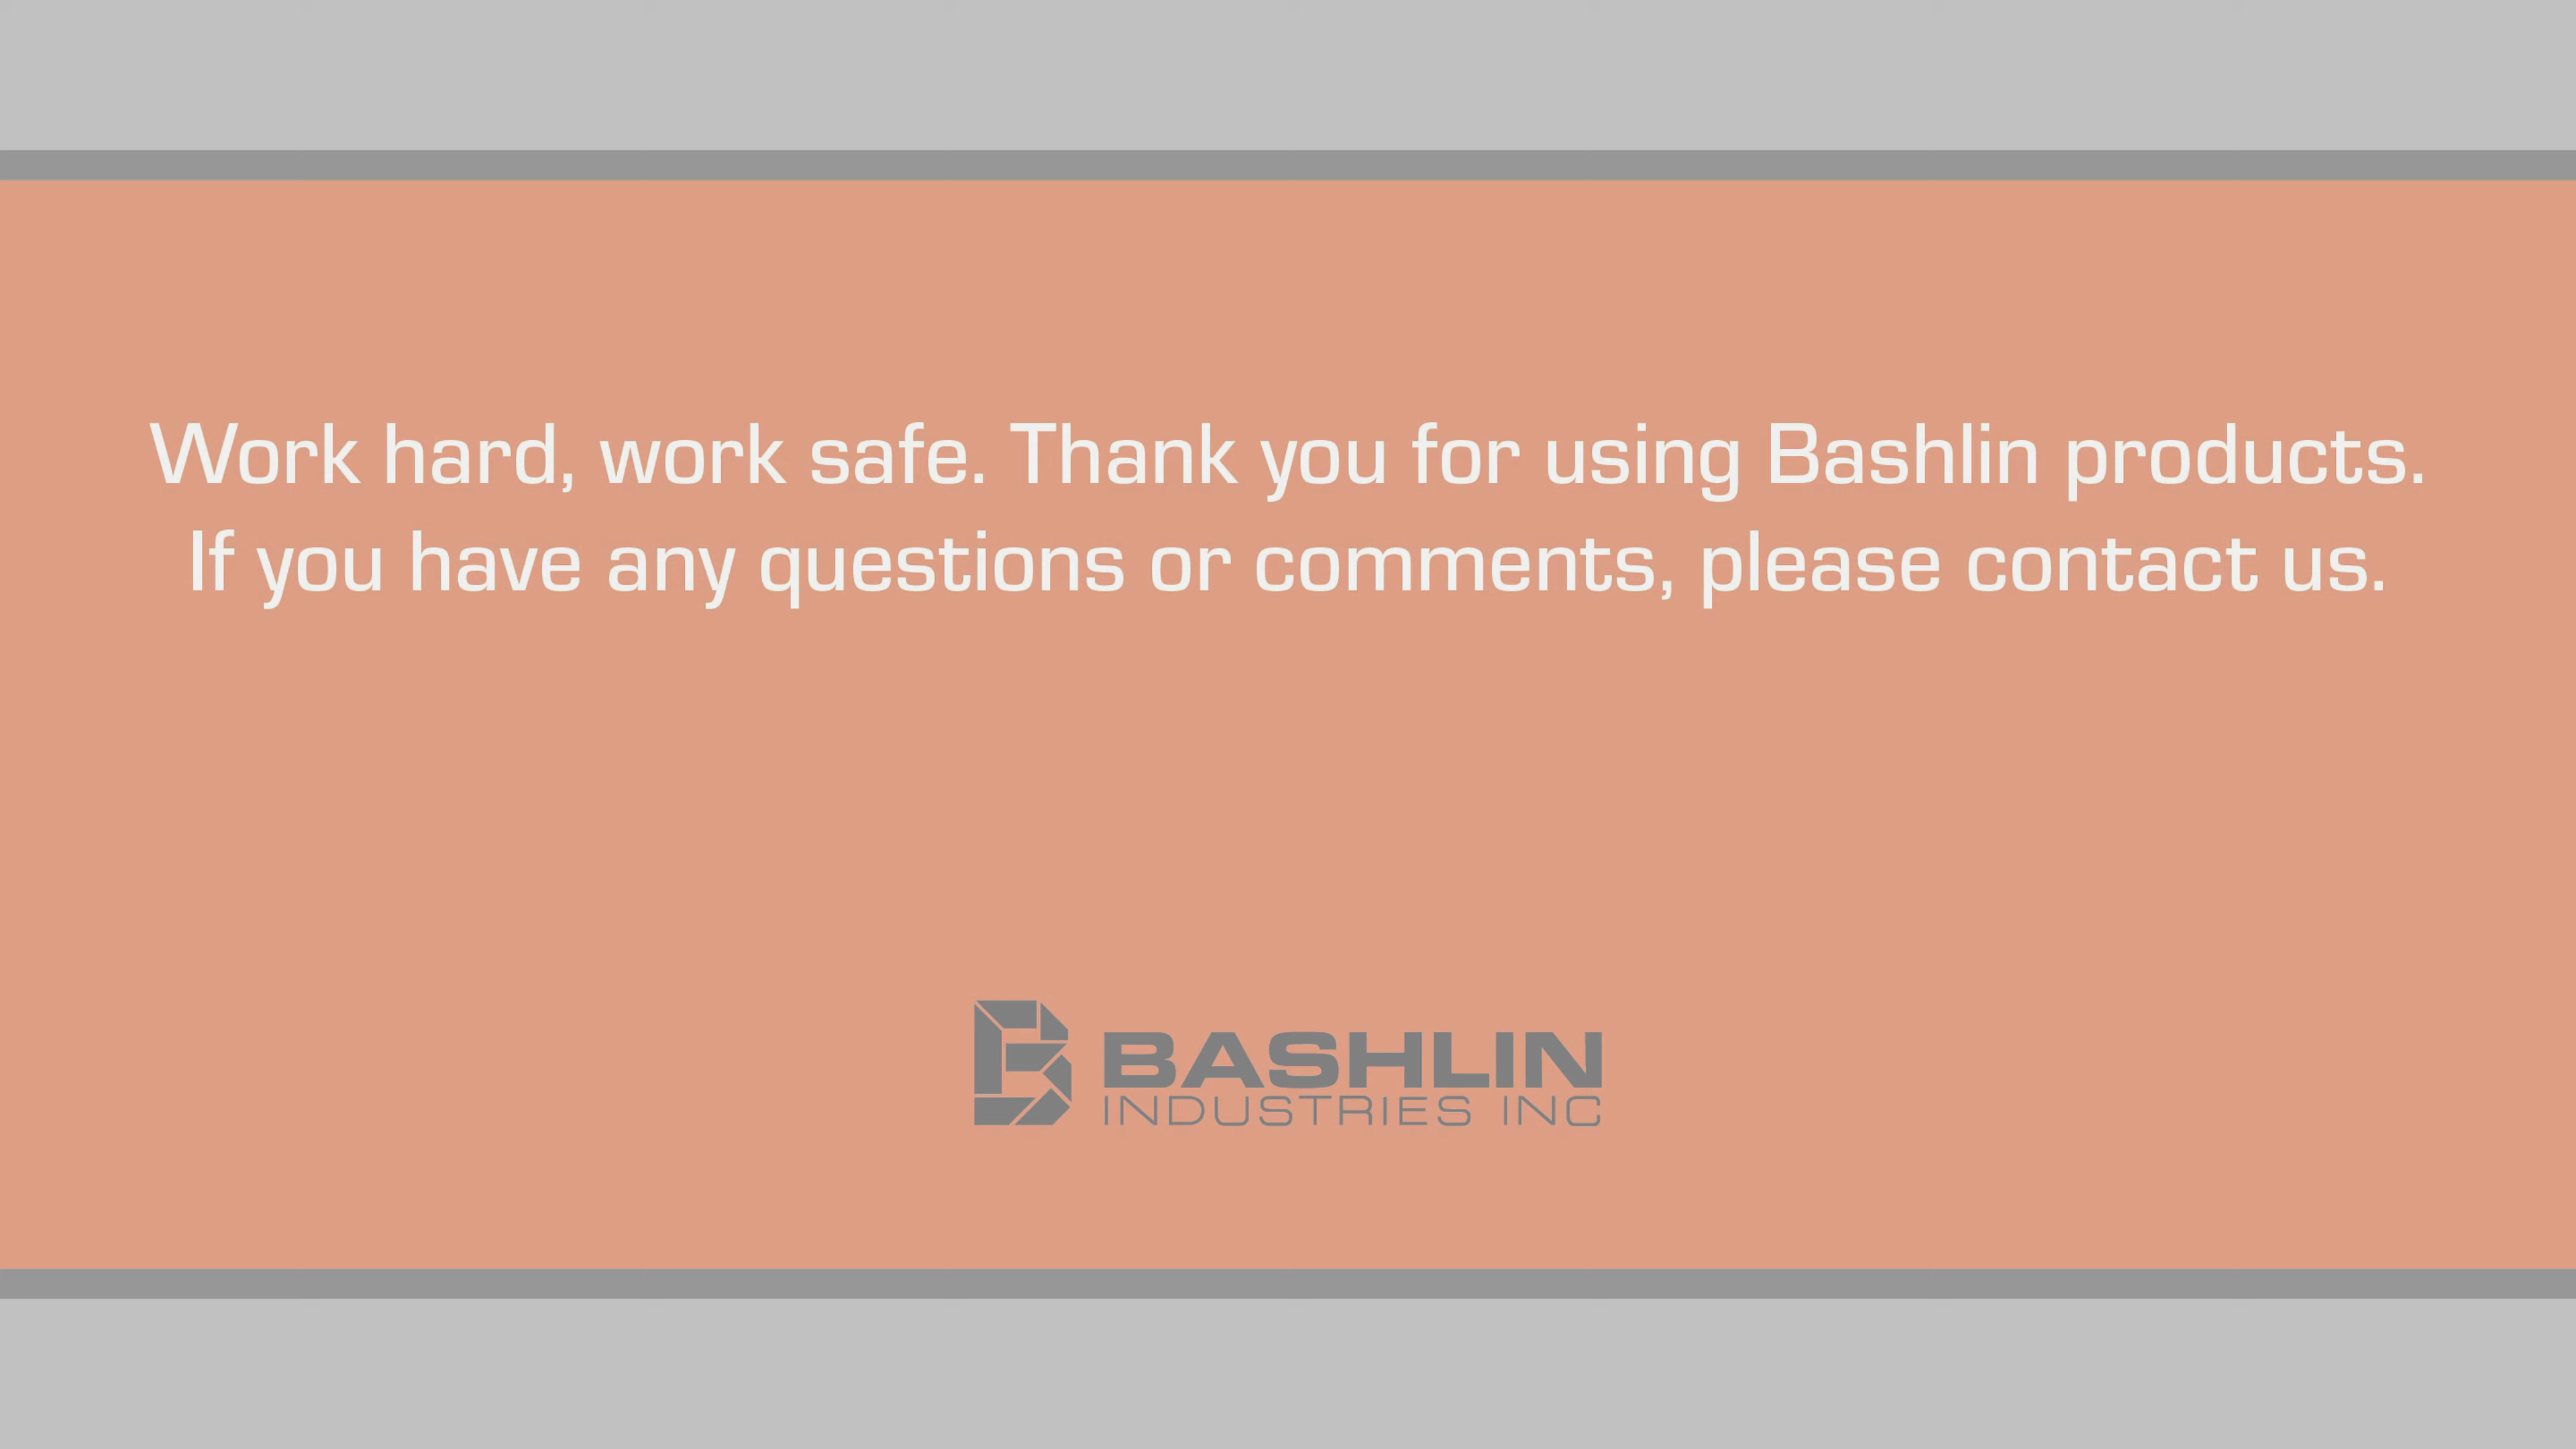 Work hard, work safe. Thank you for using Bashlin products.
If you have any questions or comments, please contact us.
BASHLIN
INDUSTRIES INC